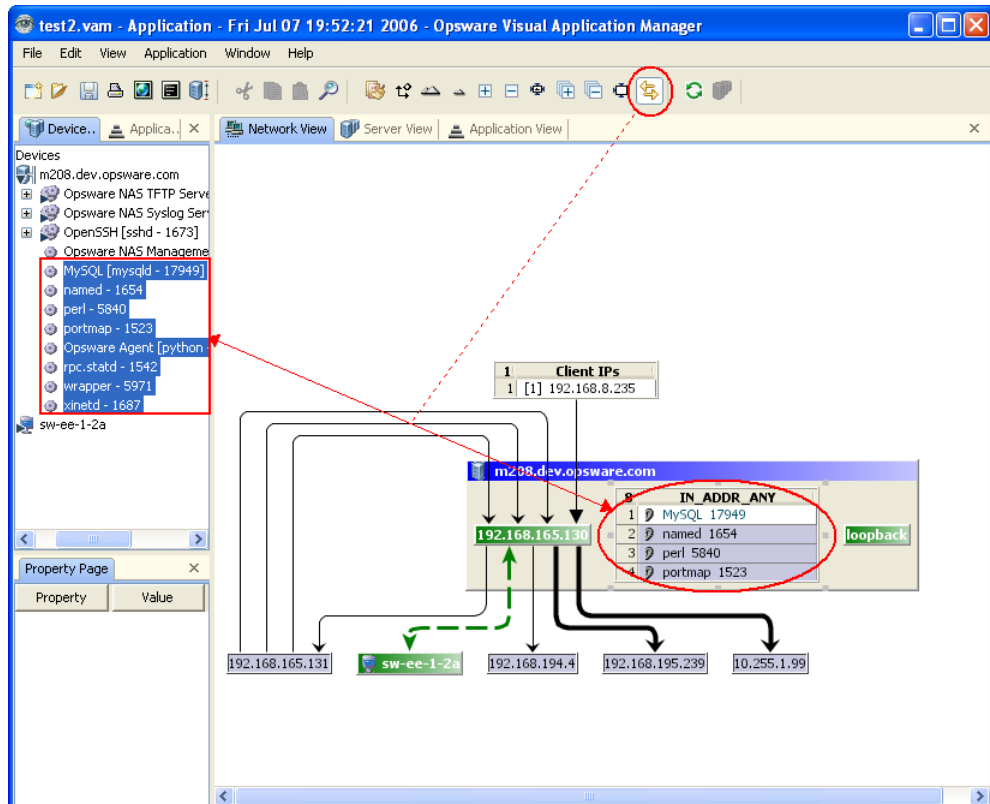 test2.vam - Application - Fri Jul 07 19:52:21 2006 - Opsware Visual Application Manager
File Edit View Application Window Help
Device.. Applica..
Network View Server View Application View
Devices
m208.dev.opsware.com
Opsware NAS TFTP Serve
Opsware NAS Syslog Ser
OpenSSH [sshd - 1673]
Opsware NAS Manageme
MySQL [mysqld - 17949]
named - 1654
perl - 5840
portmap - 1523
Opsware Agent [python -
rpc.statd - 1542
wrapper - 5971
xinetd - 1687
sw-ee-1-2a
Property Page
Property Value
1 Client IPs
1 [1] 192.168.8.235
m208.dev.opsware.com
192.168.165.130
8 IN_ADDR_ANY
1 MySQL 17949
2 named 1654
3 perl 5840
4 portmap 1523
loopback
192.168.165.131
sw-ee-1-2a
192.168.194.4
192.168.195.239
10.255.1.99